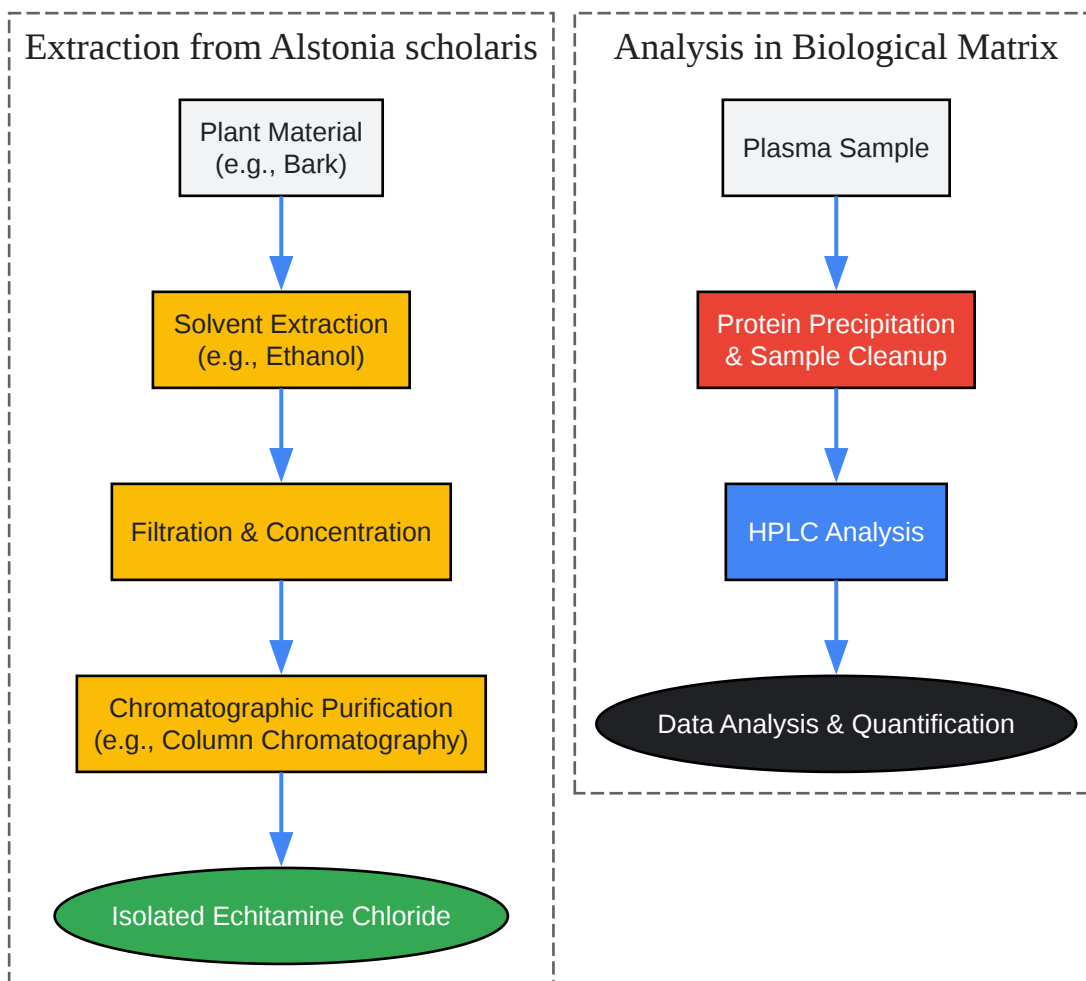 Extraction from Alstonia scholaris
Plant Material
(e.g., Bark)
Solvent Extraction
(e.g., Ethanol)
Filtration & Concentration
Chromatographic Purification
(e.g., Column Chromatography)
Isolated Echitamine Chloride
Analysis in Biological Matrix
Plasma Sample
Protein Precipitation
& Sample Cleanup
HPLC Analysis
Data Analysis & Quantification